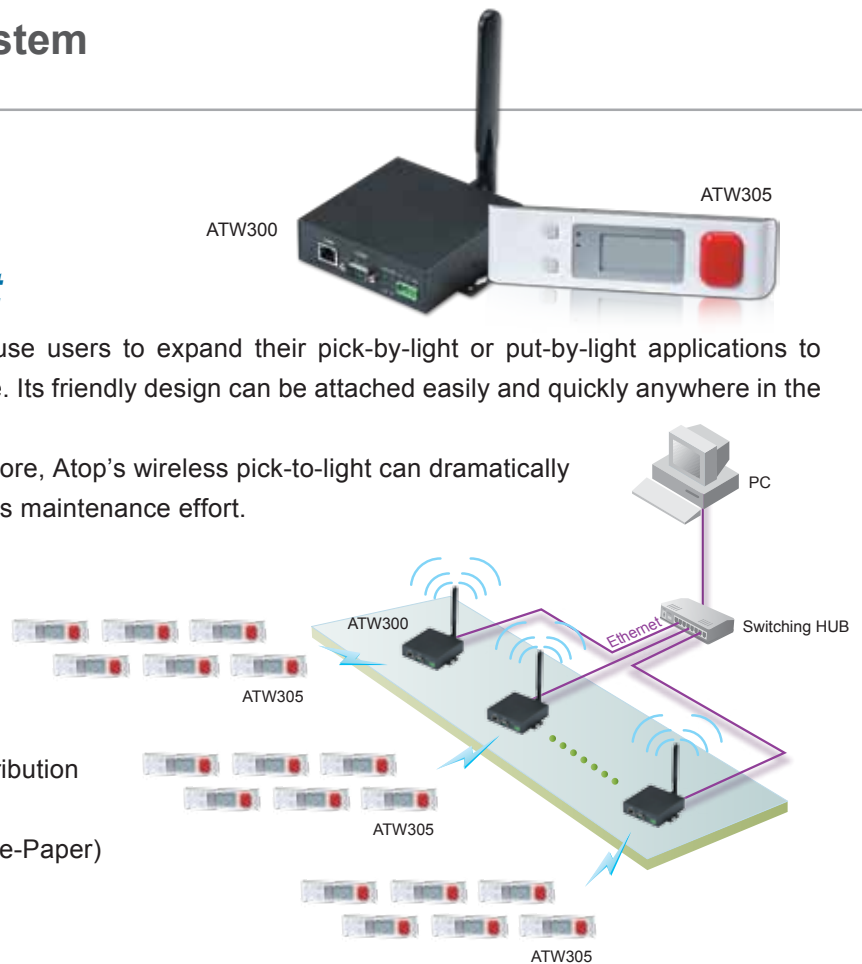 stem
ATW305
ATW300
t
use users to expand their pick-by-light or put-by-light applications to
e. Its friendly design can be attached easily and quickly anywhere in the
ore, Atop's wireless pick-to-light can dramatically
s maintenance effort.
PC
ATW300
Ethernet
Switching HUB
ATW305
ribution
ATW305
e-Paper)
ATW305